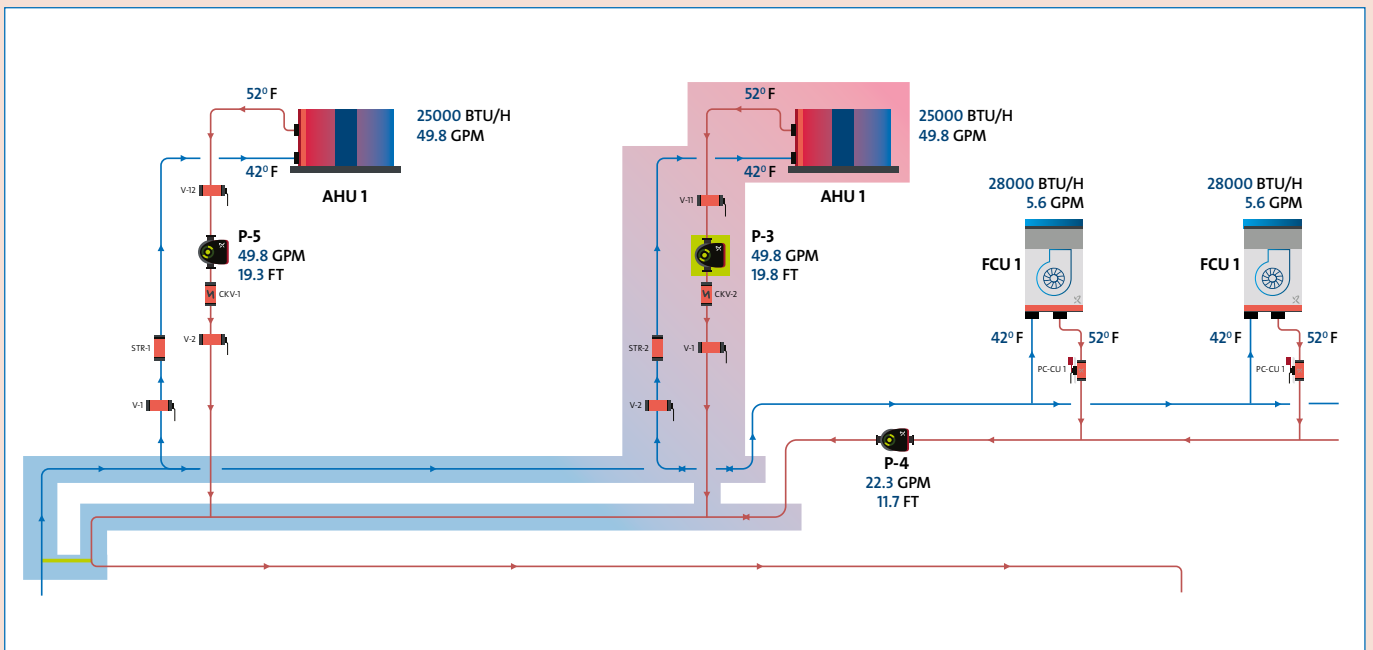 52⁰ F
25000 BTU/H
49.8 GPM
42⁰ F
AHU 1
V-12
P-5
49.8 GPM
19.3 FT
CKV-1
V-2
STR-1
V-1
52⁰ F
25000 BTU/H
49.8 GPM
42⁰ F
AHU 1
V-11
P-3
49.8 GPM
19.8 FT
CKV-2
V-1
STR-2
V-2
28000 BTU/H
5.6 GPM
FCU 1
42⁰ F
52⁰ F
PC-CU 1
28000 BTU/H
5.6 GPM
FCU 1
42⁰ F
52⁰ F
PC-CU 1
P-4
22.3 GPM
11.7 FT